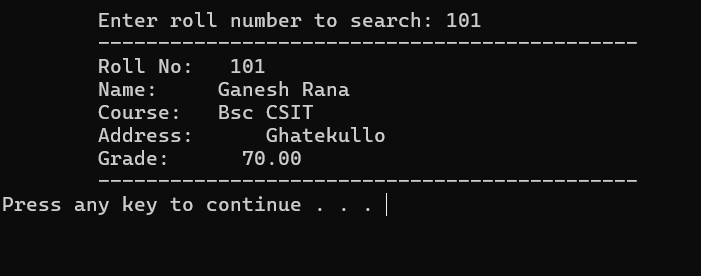 Enter roll number to search: 101
---------------------------------------------
Roll No:   101
Name:     Ganesh Rana
Course:   Bsc CSIT
Address:      Ghatekullo
Grade:      70.00
---------------------------------------------
Press any key to continue . . .